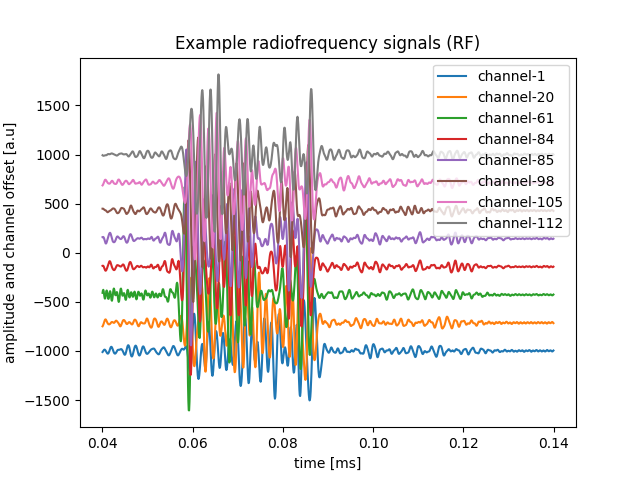 Example radiofrequency signals (RF)
amplitude and channel offset [a.u]
1500
1000
500
0
−500
−1000
−1500
channel-1
channel-20
channel-61
channel-84
channel-85
channel-98
channel-105
channel-112
0.04 0.06 0.08 0.10 0.12 0.14
time [ms]